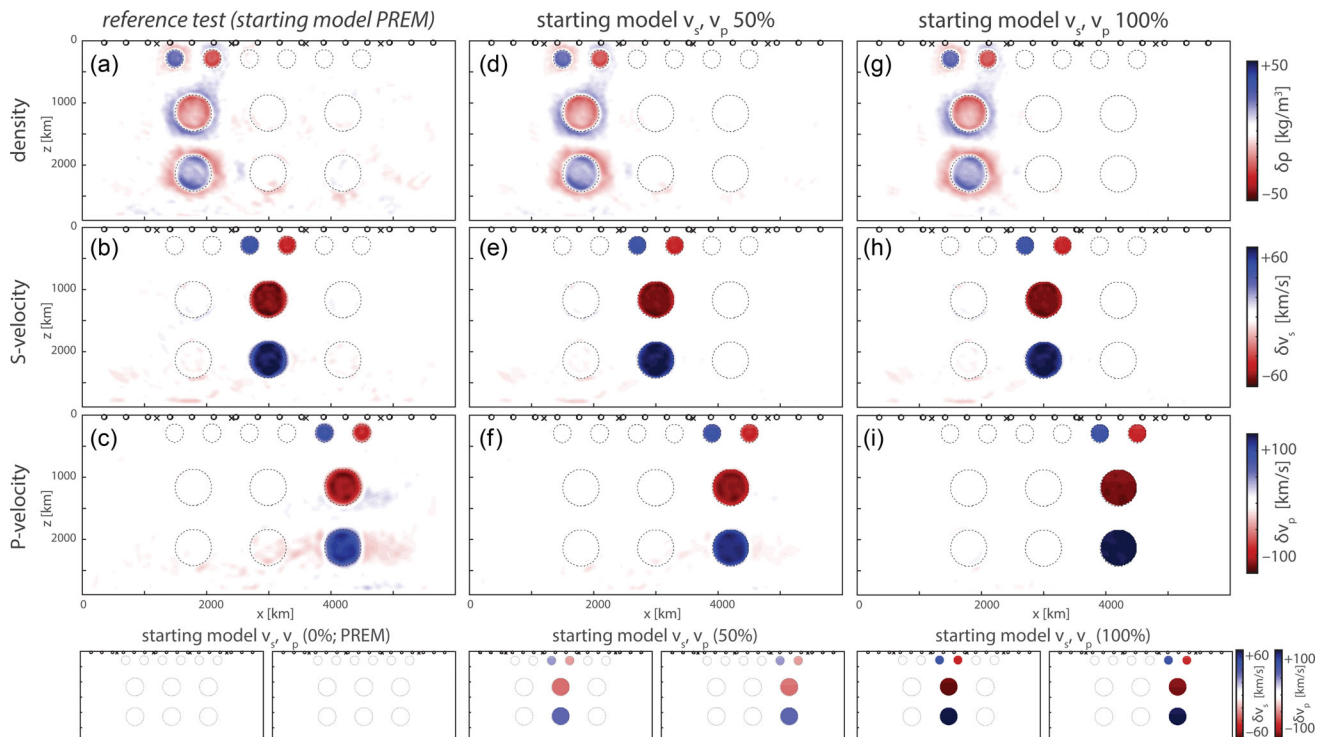 reference test (starting model PREM)
starting model vs, vp 50%
starting model vs, vp 100%
density
z [km]
0
1000
2000
(a)
(d)
(g)
+50
−50
δρ [kg/m³]
0
2000
4000
S-velocity
z [km]
0
1000
2000
(b)
(e)
(h)
+60
−60
δvs [km/s]
P-velocity
z [km]
0
1000
2000
(c)
(f)
(i)
+100
−100
δvp [km/s]
0
2000
4000
2000
4000
2000
4000
x [km]
x [km]
x [km]
starting model vs, vp (0%; PREM)
starting model vs, vp (50%)
starting model vs, vp (100%)
+60
−60
δvs [km/s]
+100
−100
δvp [km/s]